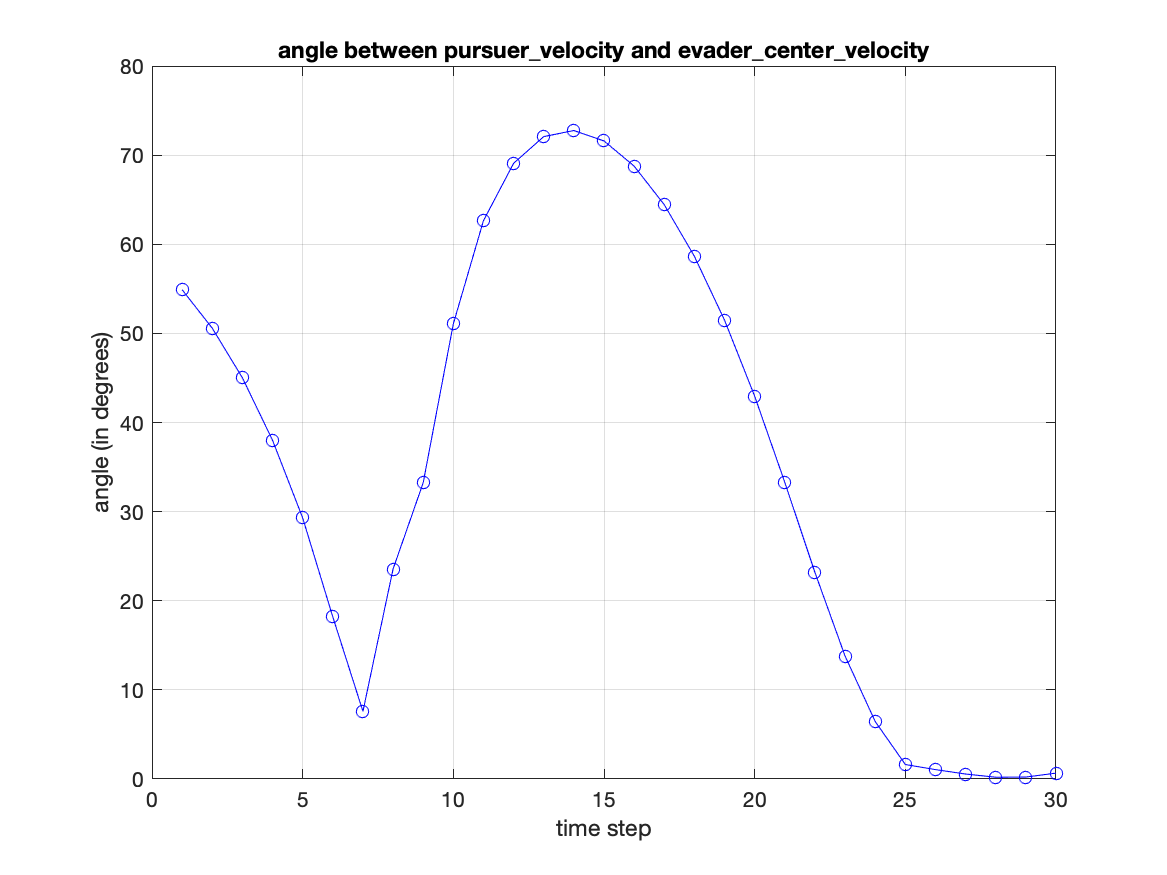 angle between pursuer_velocity and evader_center_velocity
80
70
60
50
40
30
20
10
0
angle (in degrees)
0 5 10 15 20 25 30
time step